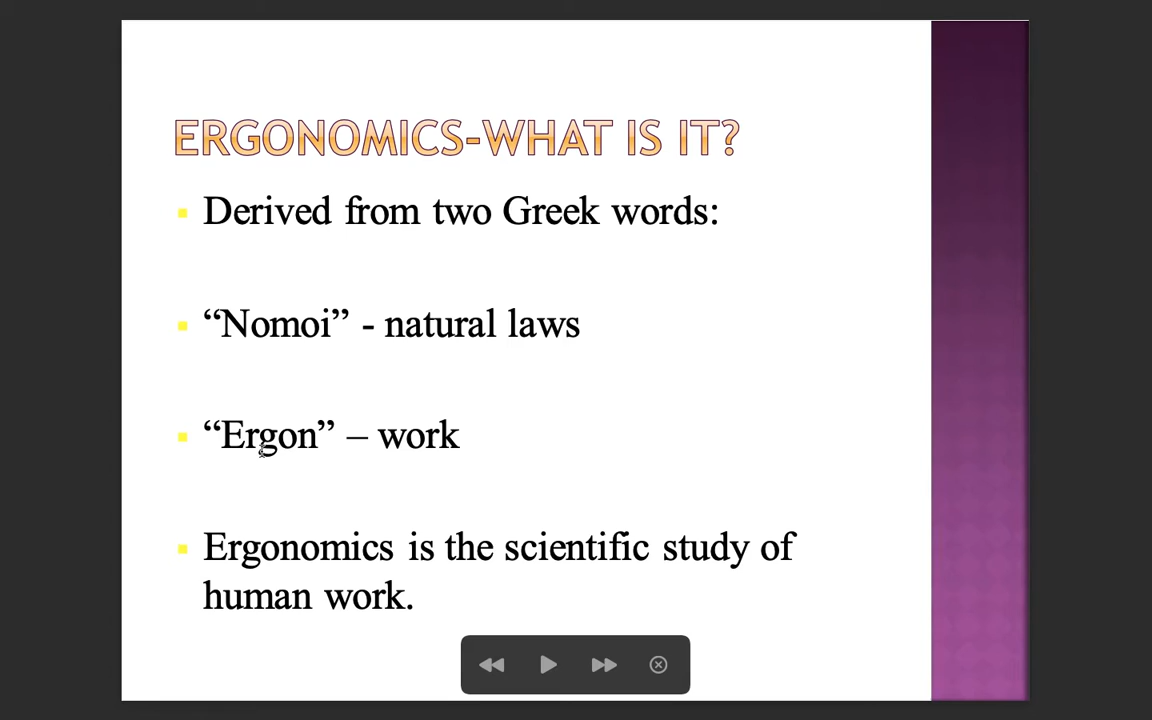 ERGONOMICS-WHAT IS IT?
Derived from two Greek words:
“Nomoi” - natural laws
“Ergon” – work
Ergonomics is the scientific study of
human work.